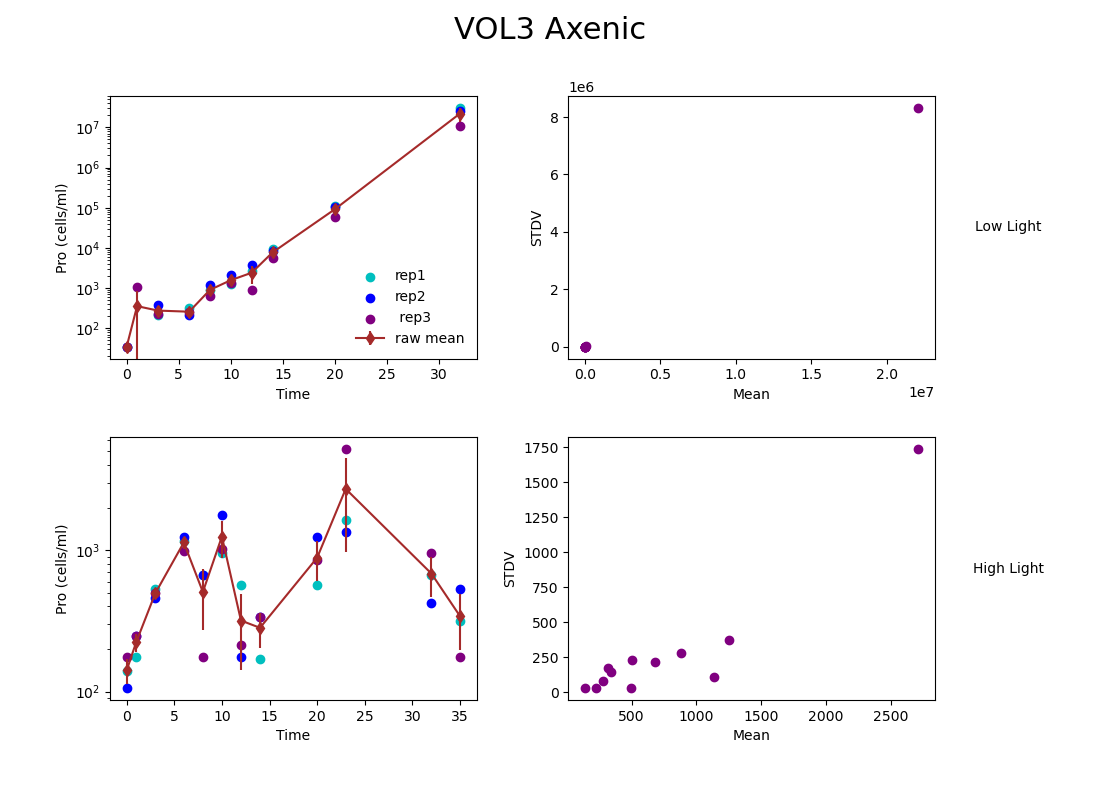 VOL3 Axenic
1e6
10^7
10^6
10^5
10^4
10^3
10^2
Pro (cells/ml)
rep1
rep2
rep3
raw mean
0 5 10 15 20 25 30
Time
8
6
4
2
0
STDV
0.0 0.5 1.0 1.5 2.0
1e7
Mean
Low Light
10^3
10^2
Pro (cells/ml)
0 5 10 15 20 25 30 35
Time
1750
1500
1250
1000
750
500
250
0
STDV
500 1000 1500 2000 2500
Mean
High Light